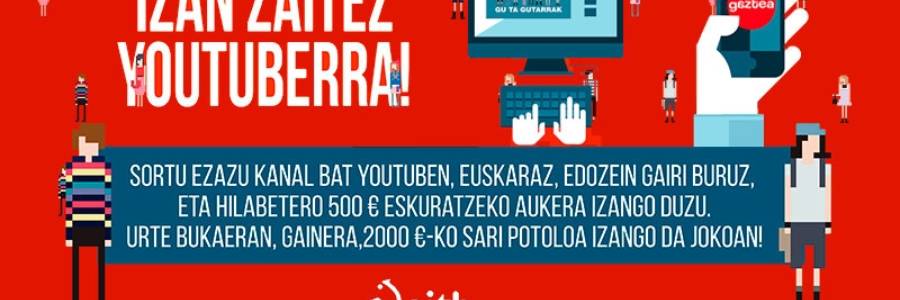 IZAN ZAITEZ
YOUTUBERRA!
GU TA GUTARRAK
gaztea
SORTU EZAZU KANAL BAT YOUTUBEN, EUSKARAZ, EDOZEIN GAIRI BURUZ,
ETA HILABETERO 500 € ESKURATZEKO AUKERA IZANGO DUZU.
URTE BUKAERAN, GAINERA,2000 €-KO SARI POTOLOA IZANGO DA JOKOAN!